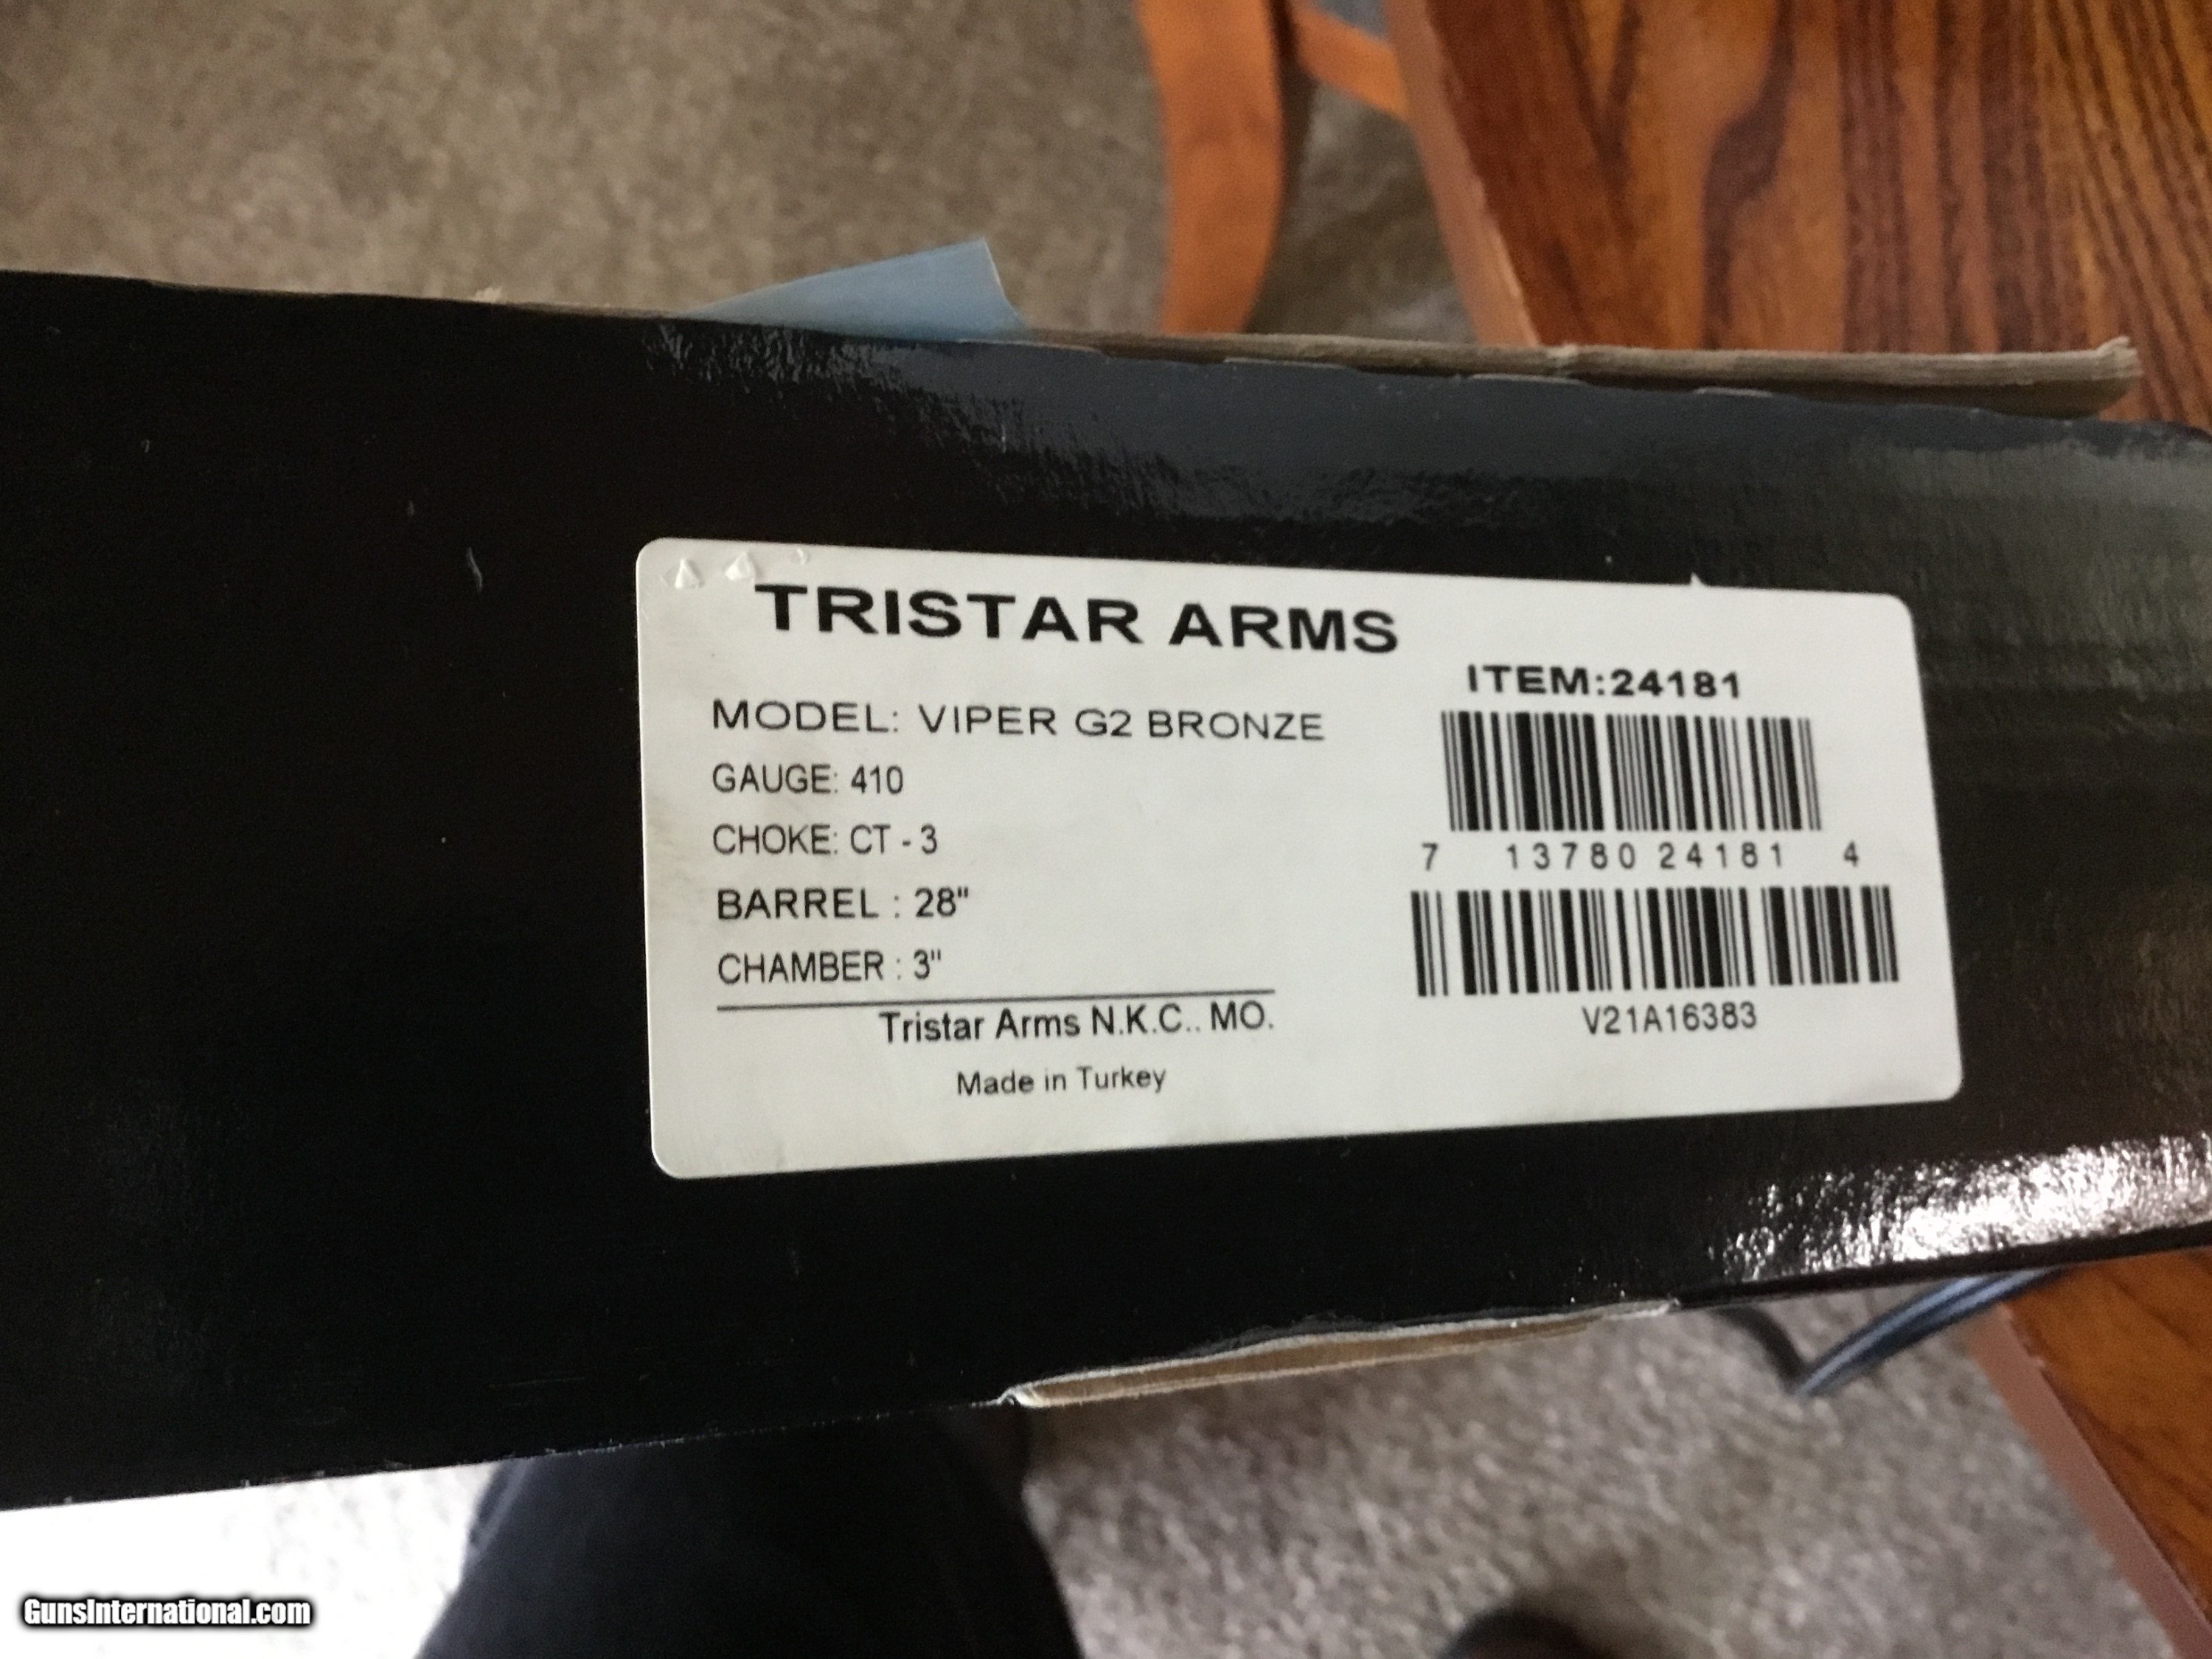 TRISTAR ARMS
ITEM:24181
MODEL: VIPER G2 BRONZE
GAUGE: 410
CHOKE: CT - 3
BARREL : 28"
CHAMBER : 3"
7 13780 24181 4
V21A16383
Tristar Arms N.K.C.. MO.
Made in Turkey
GunsInternational.com